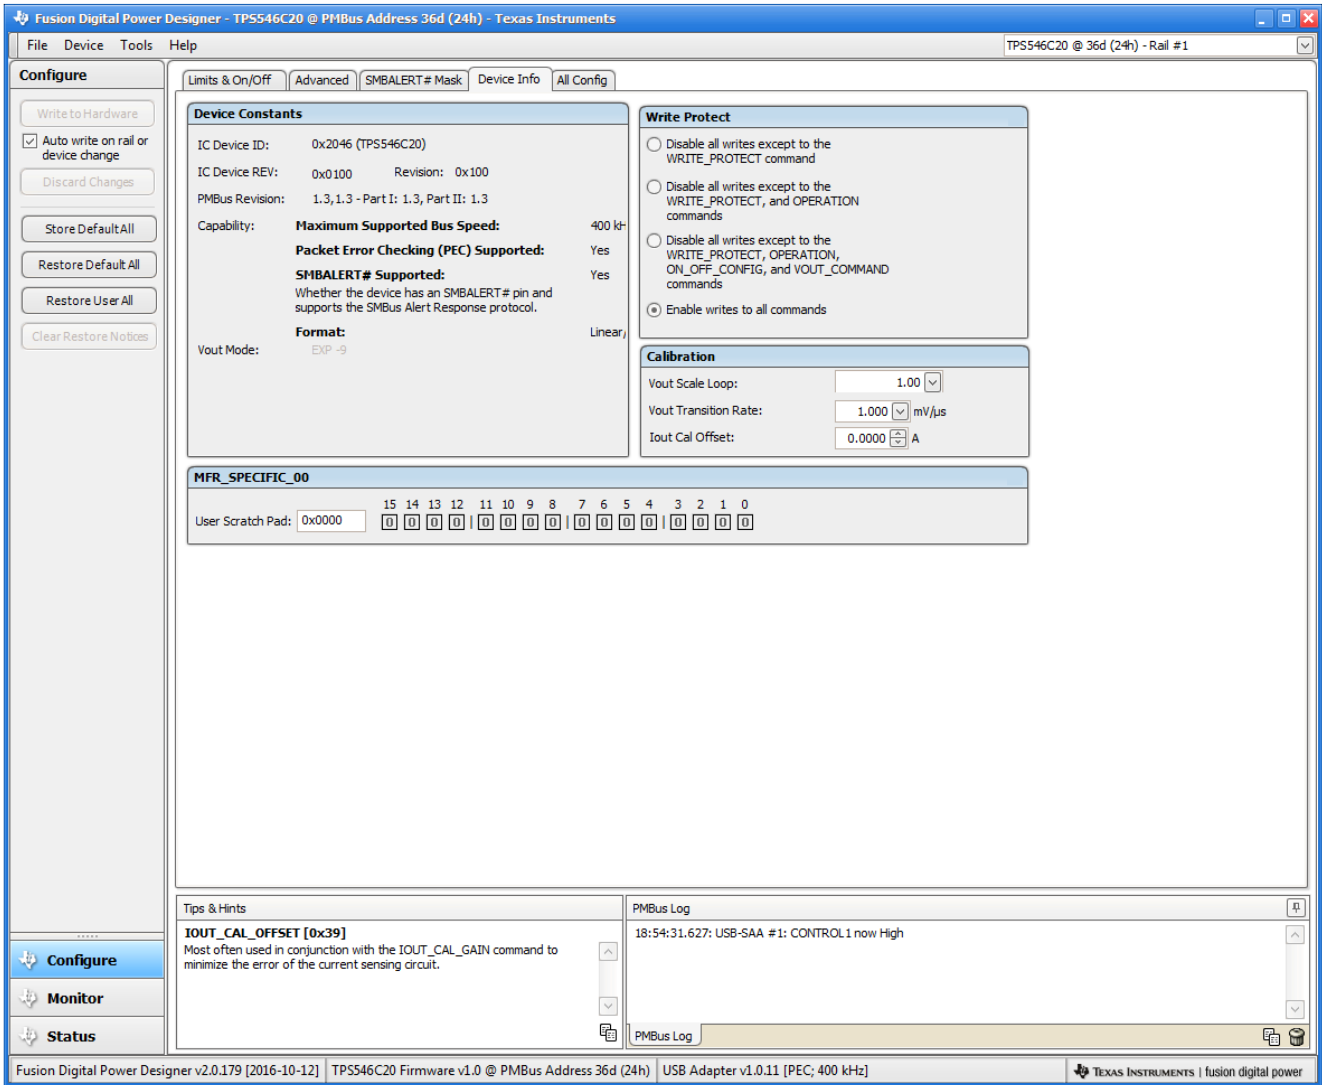 Fusion Digital Power Designer - TPS546C20 @ PMBus Address 36d (24h) - Texas Instruments
File Device Tools Help
TPS546C20 @ 36d (24h) - Rail #1
Configure
Write to Hardware
Auto write on rail or
device change
Discard Changes
Store Default All
Restore Default All
Restore User All
Clear Restore Notices
Limits & On/Off Advanced SMBALERT# Mask Device Info All Config
Device Constants
IC Device ID: 0x2046 (TPS546C20)
IC Device REV: 0x0100 Revision: 0x100
PMBus Revision: 1.3,1.3 - Part I: 1.3, Part II: 1.3
Capability: Maximum Supported Bus Speed: 400 kH
Packet Error Checking (PEC) Supported: Yes
SMBALERT# Supported: Yes
Whether the device has an SMBALERT# pin and
supports the SMBus Alert Response protocol.
Format: Linear,
Vout Mode: EXP -9
Write Protect
Disable all writes except to the
WRITE_PROTECT command
Disable all writes except to the
WRITE_PROTECT, and OPERATION
commands
Disable all writes except to the
WRITE_PROTECT, OPERATION,
ON_OFF_CONFIG, and VOUT_COMMAND
commands
Enable writes to all commands
Calibration
Vout Scale Loop: 1.00
Vout Transition Rate: 1.000 mV/µs
Iout Cal Offset: 0.0000 A
MFR_SPECIFIC_00
15 14 13 12 11 10 9 8 7 6 5 4 3 2 1 0
User Scratch Pad: 0x0000 0 0 0 0 | 0 0 0 0 | 0 0 0 0 | 0 0 0 0
Tips & Hints
IOUT_CAL_OFFSET [0x39]
Most often used in conjunction with the IOUT_CAL_GAIN command to
minimize the error of the current sensing circuit.
PMBus Log
18:54:31.627: USB-SAA #1: CONTROL1 now High
PMBus Log
Configure
Monitor
Status
Fusion Digital Power Designer v2.0.179 [2016-10-12] TPS546C20 Firmware v1.0 @ PMBus Address 36d (24h) USB Adapter v1.0.11 [PEC; 400 kHz] TEXAS INSTRUMENTS | fusion digital power